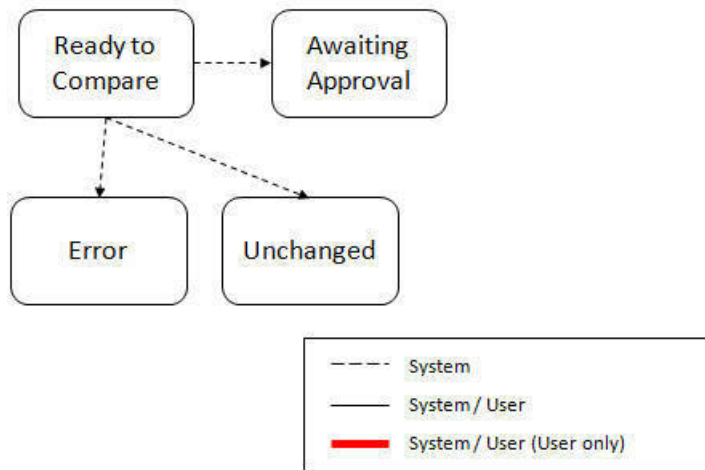 Ready to
Compare
Awaiting
Approval
Error
Unchanged
System
System / User
System / User (User only)